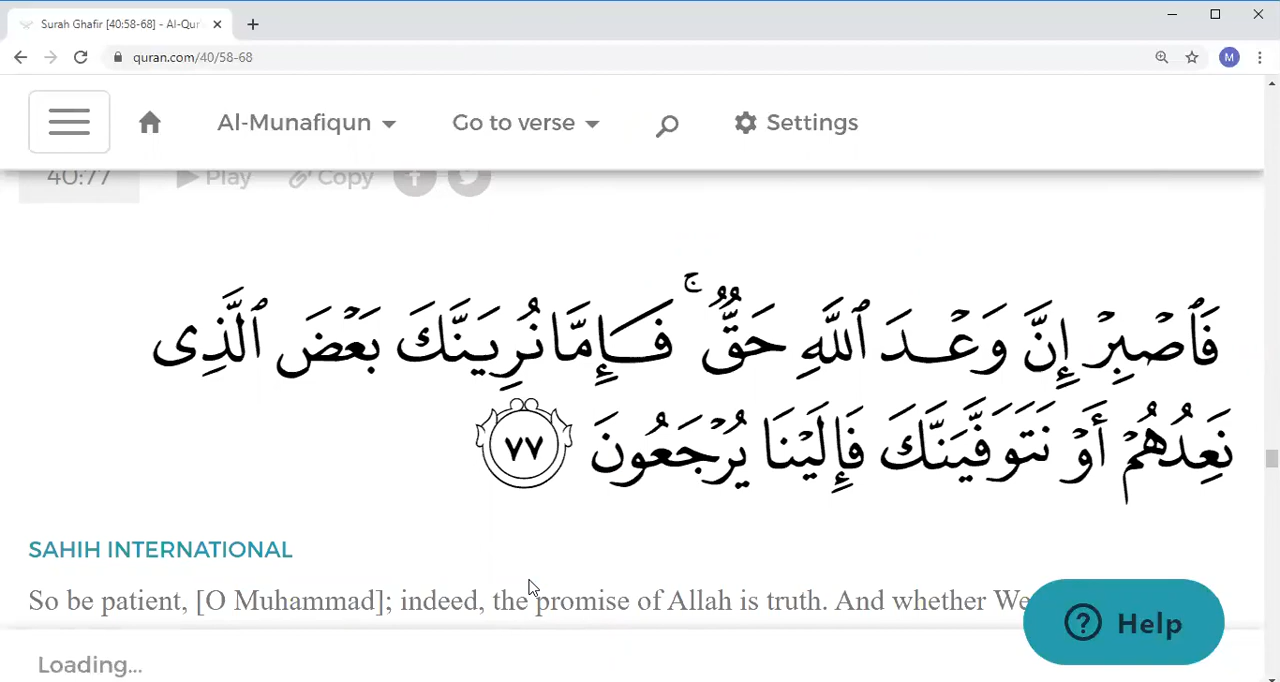 Surah Ghafir [40:58-68] - Al-Qur
quran.com/40/58-68
M
Al-Munafiqun
Go to verse
Settings
40:77
Play
Copy
فَٱصْبِرْ إِنَّ وَعْدَ ٱللَّهِ حَقٌّ ۚ فَإِمَّا نُرِيَنَّكَ بَعْضَ ٱلَّذِى
نَعِدُهُمْ أَوْ نَتَوَفَّيَنَّكَ فَإِلَيْنَا يُرْجَعُونَ ٧٧
SAHIH INTERNATIONAL
So be patient, [O Muhammad]; indeed, the promise of Allah is truth. And whether We
? Help
Loading...